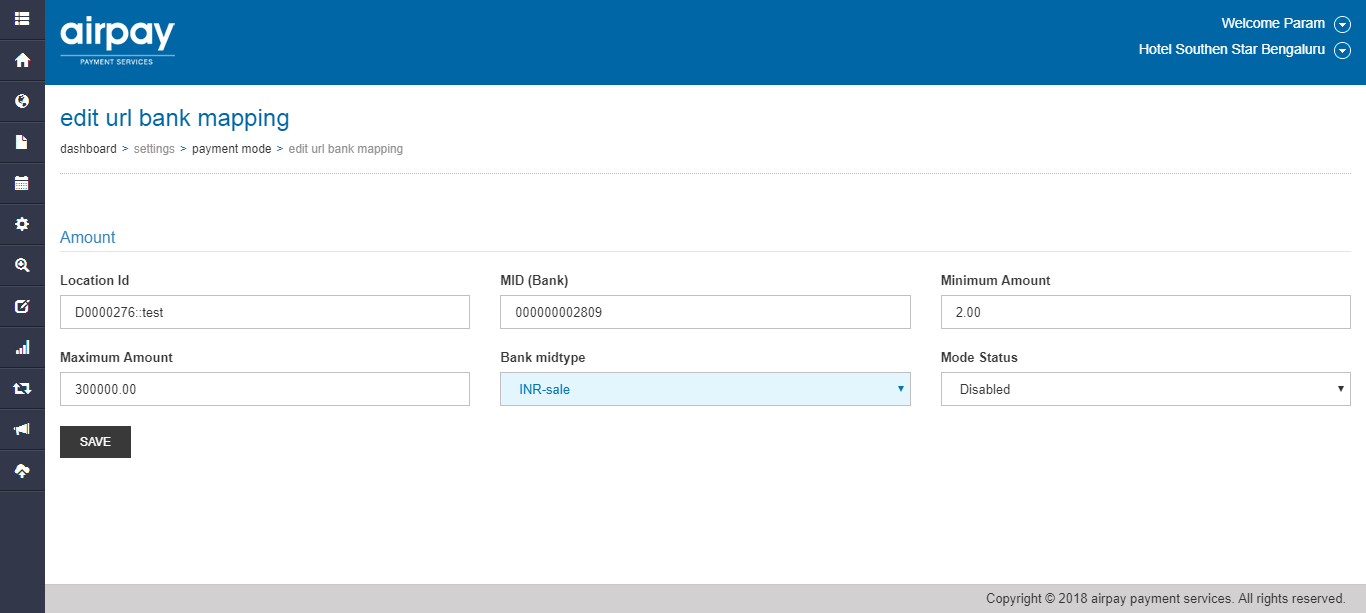 airpay
PAYMENT SERVICES
Welcome Param
Hotel Southen Star Bengaluru
edit url bank mapping
dashboard > settings > payment mode > edit url bank mapping
Amount
Location Id MID (Bank) Minimum Amount
D0000276::test 000000002809 2.00
Maximum Amount Bank midtype Mode Status
300000.00 INR-sale Disabled
SAVE
Copyright © 2018 airpay payment services. All rights reserved.